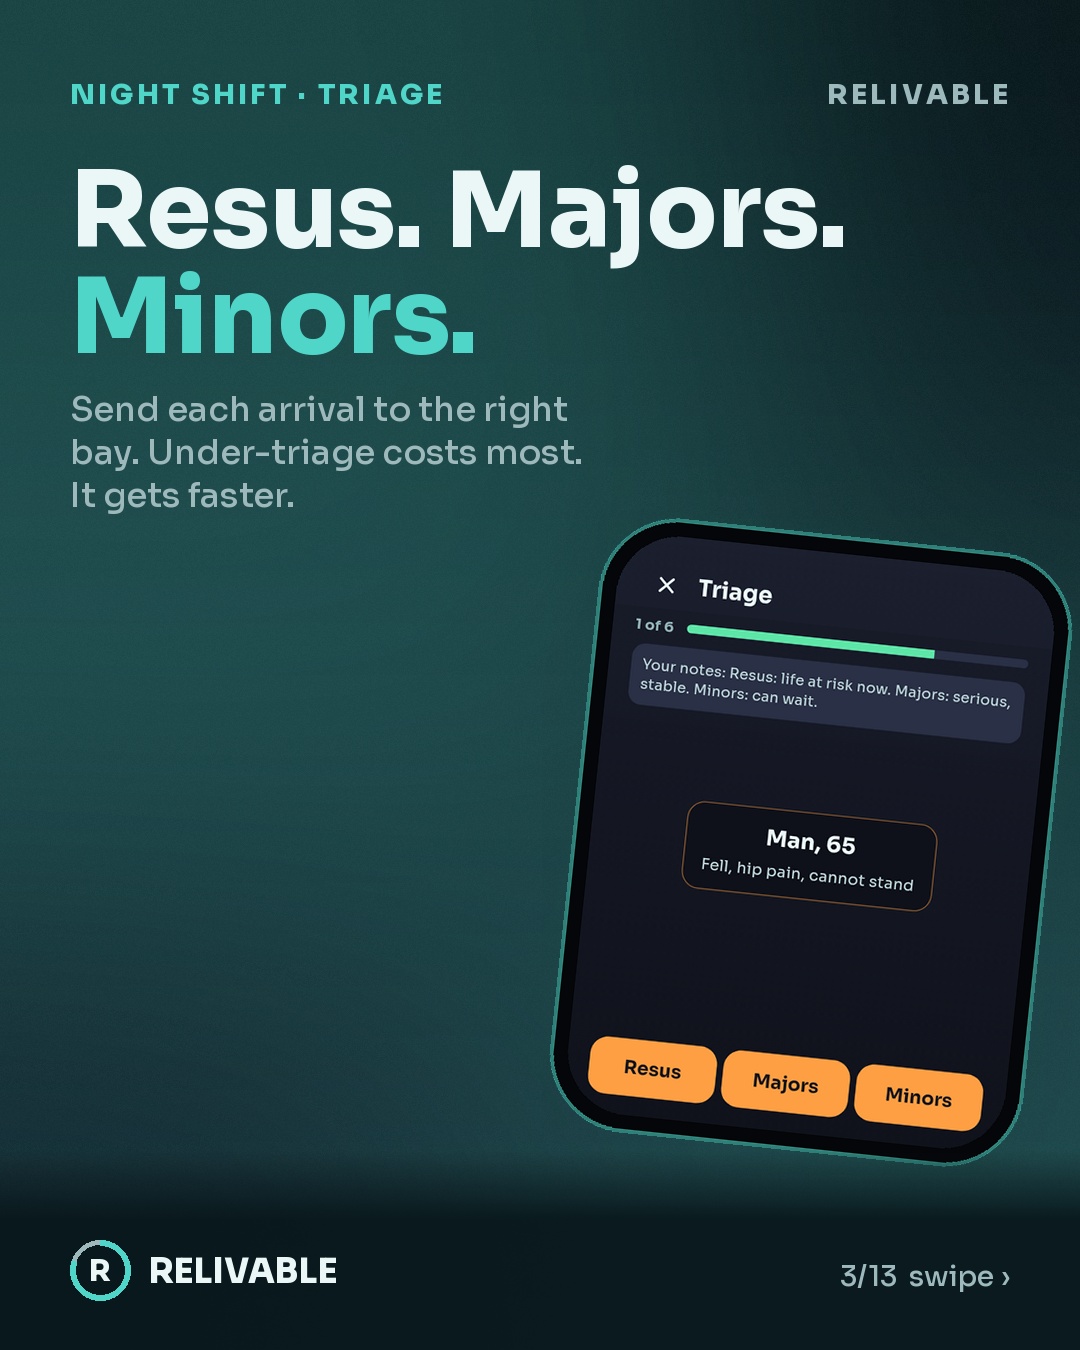 NIGHT SHIFT · TRIAGE
RELIVABLE
Resus. Majors.
Minors.
Send each arrival to the right
bay. Under-triage costs most.
It gets faster.
× Triage
1 of 6
Your notes: Resus: life at risk now. Majors: serious,
stable. Minors: can wait.
Man, 65
Fell, hip pain, cannot stand
Resus
Majors
Minors
R RELIVABLE
3/13 swipe ›